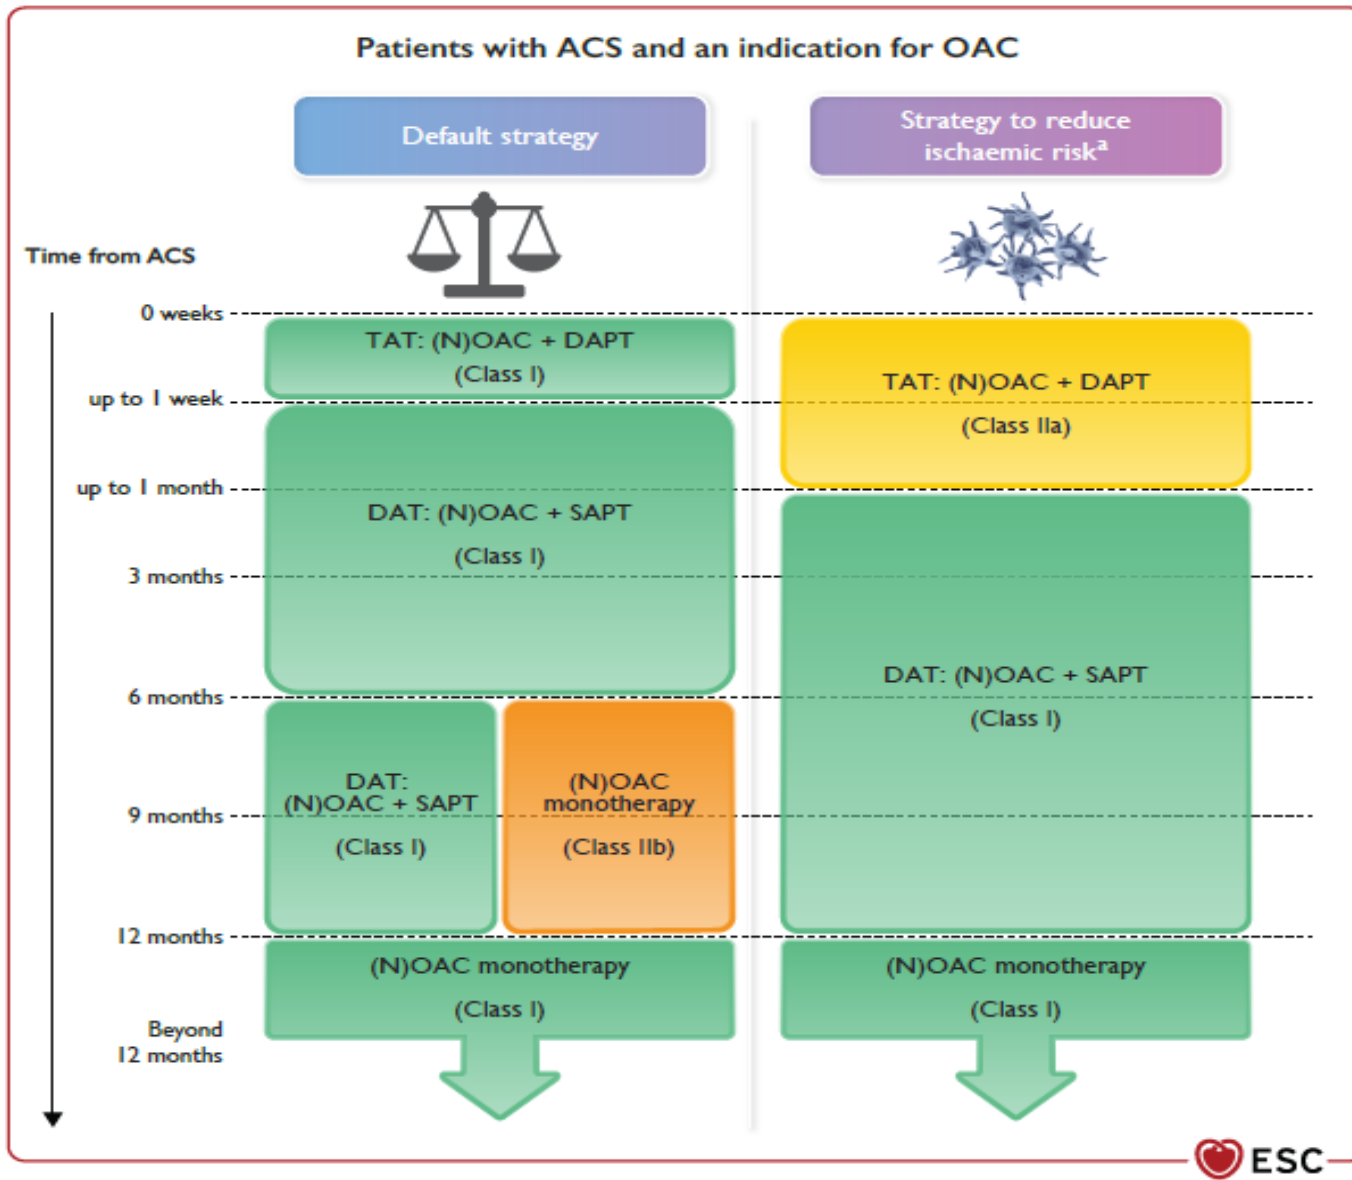 Patients with ACS and an indication for OAC
Default strategy
Strategy to reduce
ischaemic riskª
Time from ACS
0 weeks
TAT: (N)OAC + DAPT
(Class I)
TAT: (N)OAC + DAPT
(Class IIa)
up to 1 week
up to 1 month
DAT: (N)OAC + SAPT
(Class I)
3 months
DAT: (N)OAC + SAPT
(Class I)
6 months
DAT:
(N)OAC + SAPT
(Class I)
(N)OAC
monotherapy
(Class IIb)
9 months
12 months
(N)OAC monotherapy
(Class I)
(N)OAC monotherapy
(Class I)
Beyond
12 months
ESC